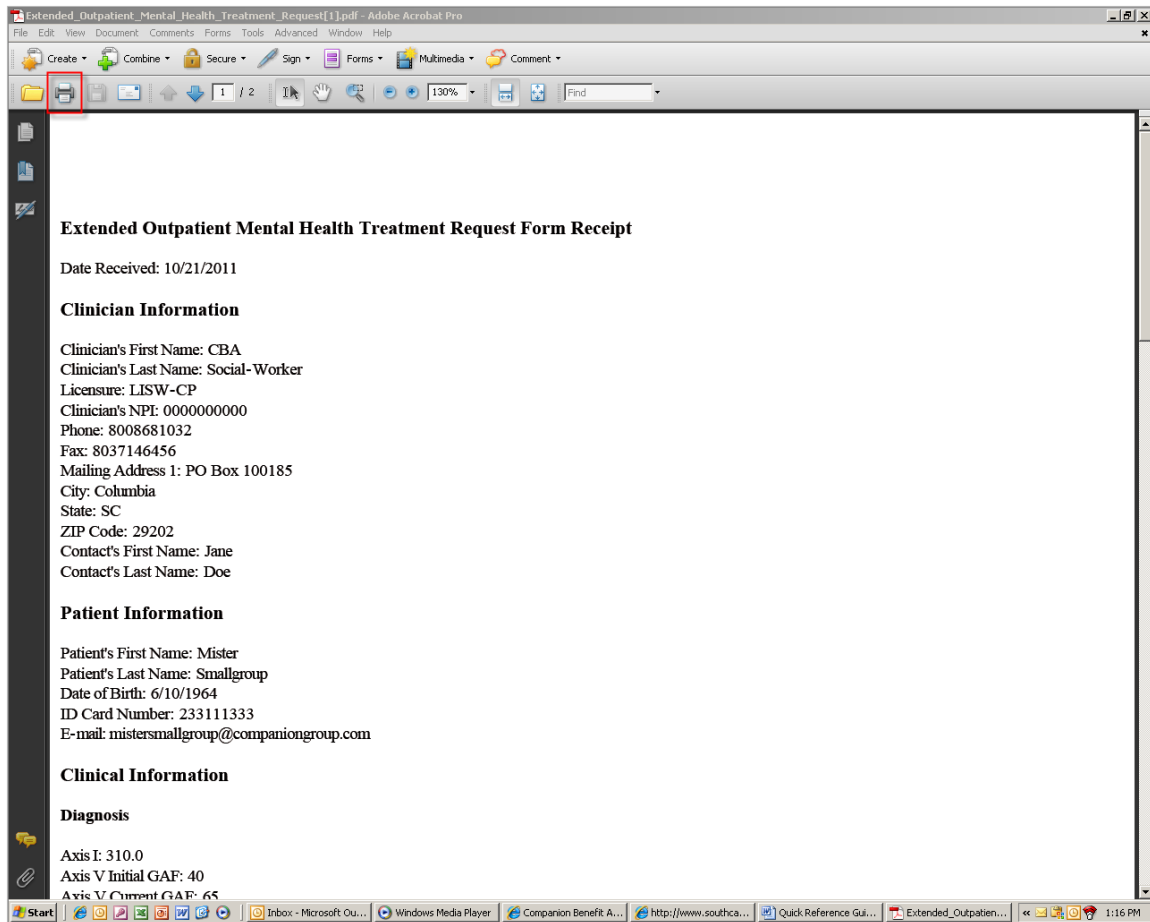 Extended_Outpatient_Mental_Health_Treatment_Request[1].pdf - Adobe Acrobat Pro
File Edit View Document Comments Forms Tools Advanced Window Help
Create Combine Secure Sign Forms Multimedia Comment
1 / 2 130% Find
Extended Outpatient Mental Health Treatment Request Form Receipt
Date Received: 10/21/2011
Clinician Information
Clinician's First Name: CBA
Clinician's Last Name: Social-Worker
Licensure: LISW-CP
Clinician's NPI: 0000000000
Phone: 8008681032
Fax: 8037146456
Mailing Address 1: PO Box 100185
City: Columbia
State: SC
ZIP Code: 29202
Contact's First Name: Jane
Contact's Last Name: Doe
Patient Information
Patient's First Name: Mister
Patient's Last Name: Smallgroup
Date of Birth: 6/10/1964
ID Card Number: 233111333
E-mail: mistersmallgroup@companiongroup.com
Clinical Information
Diagnosis
Axis I: 310.0
Axis V Initial GAF: 40
Axis V Current GAF: 65
Start Inbox - Microsoft Ou... Windows Media Player Companion Benefit A... http://www.southca... Quick Reference Gui... Extended_Outpatien... « 1:16 PM